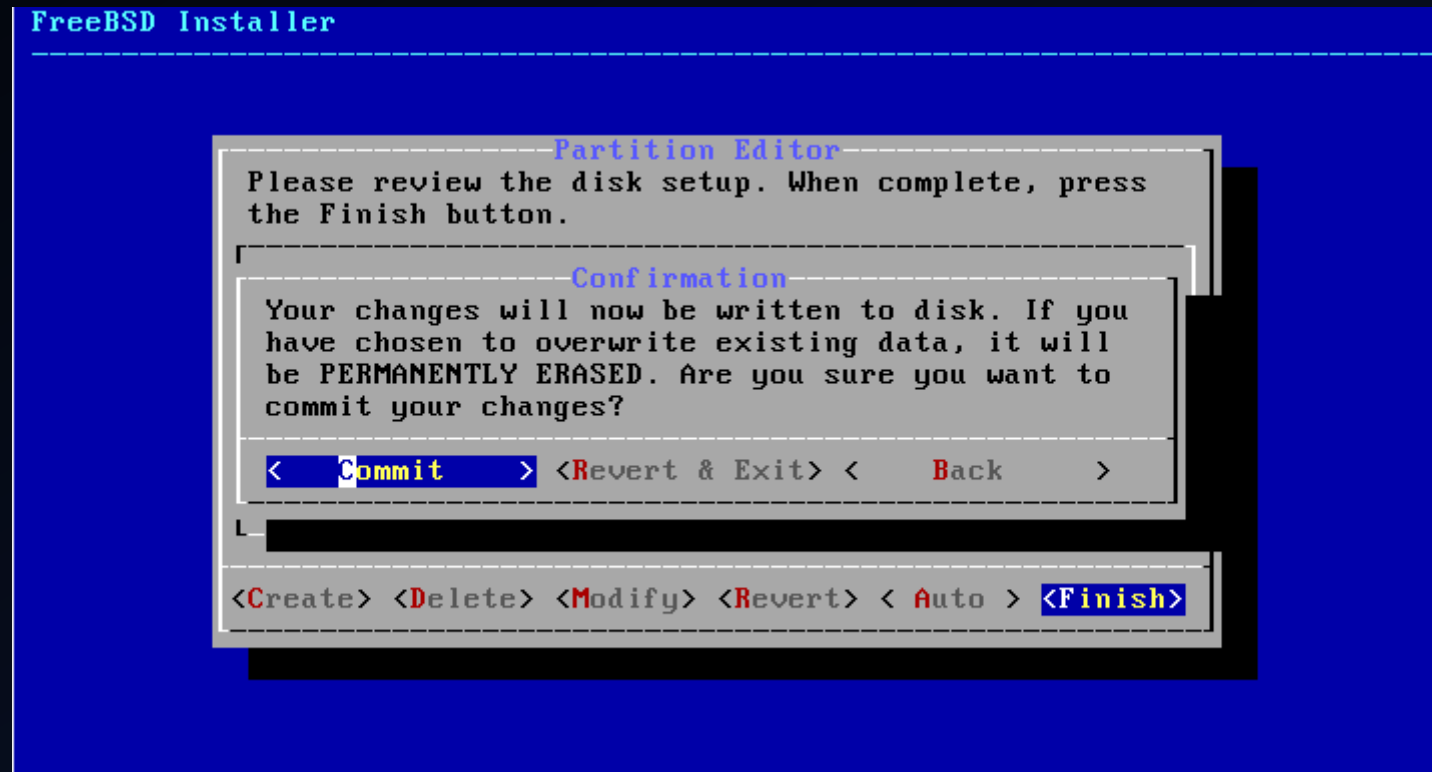 FreeBSD Installer
Partition Editor
Please review the disk setup. When complete, press
the Finish button.
Confirmation
Your changes will now be written to disk. If you
have chosen to overwrite existing data, it will
be PERMANENTLY ERASED. Are you sure you want to
commit your changes?
< Commit > <Revert & Exit> < Back >
<Create> <Delete> <Modify> <Revert> < Auto > <Finish>